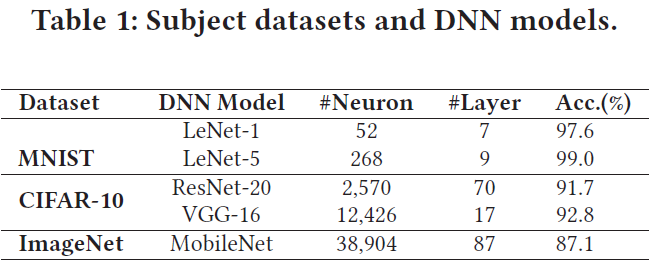 Table 1: Subject datasets and DNN models.
Dataset DNN Model #Neuron #Layer Acc.(%)
LeNet-1 52 7 97.6
MNIST LeNet-5 268 9 99.0
CIFAR-10 ResNet-20 2,570 70 91.7
VGG-16 12,426 17 92.8
ImageNet MobileNet 38,904 87 87.1